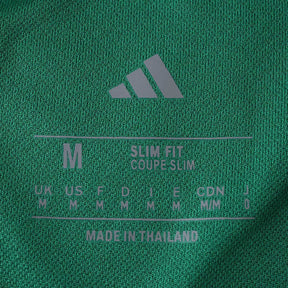 M
SLIM FIT
COUPE SLIM
UK US F D I E CDN J
M M M M M M M/M O
MADE IN THAILAND